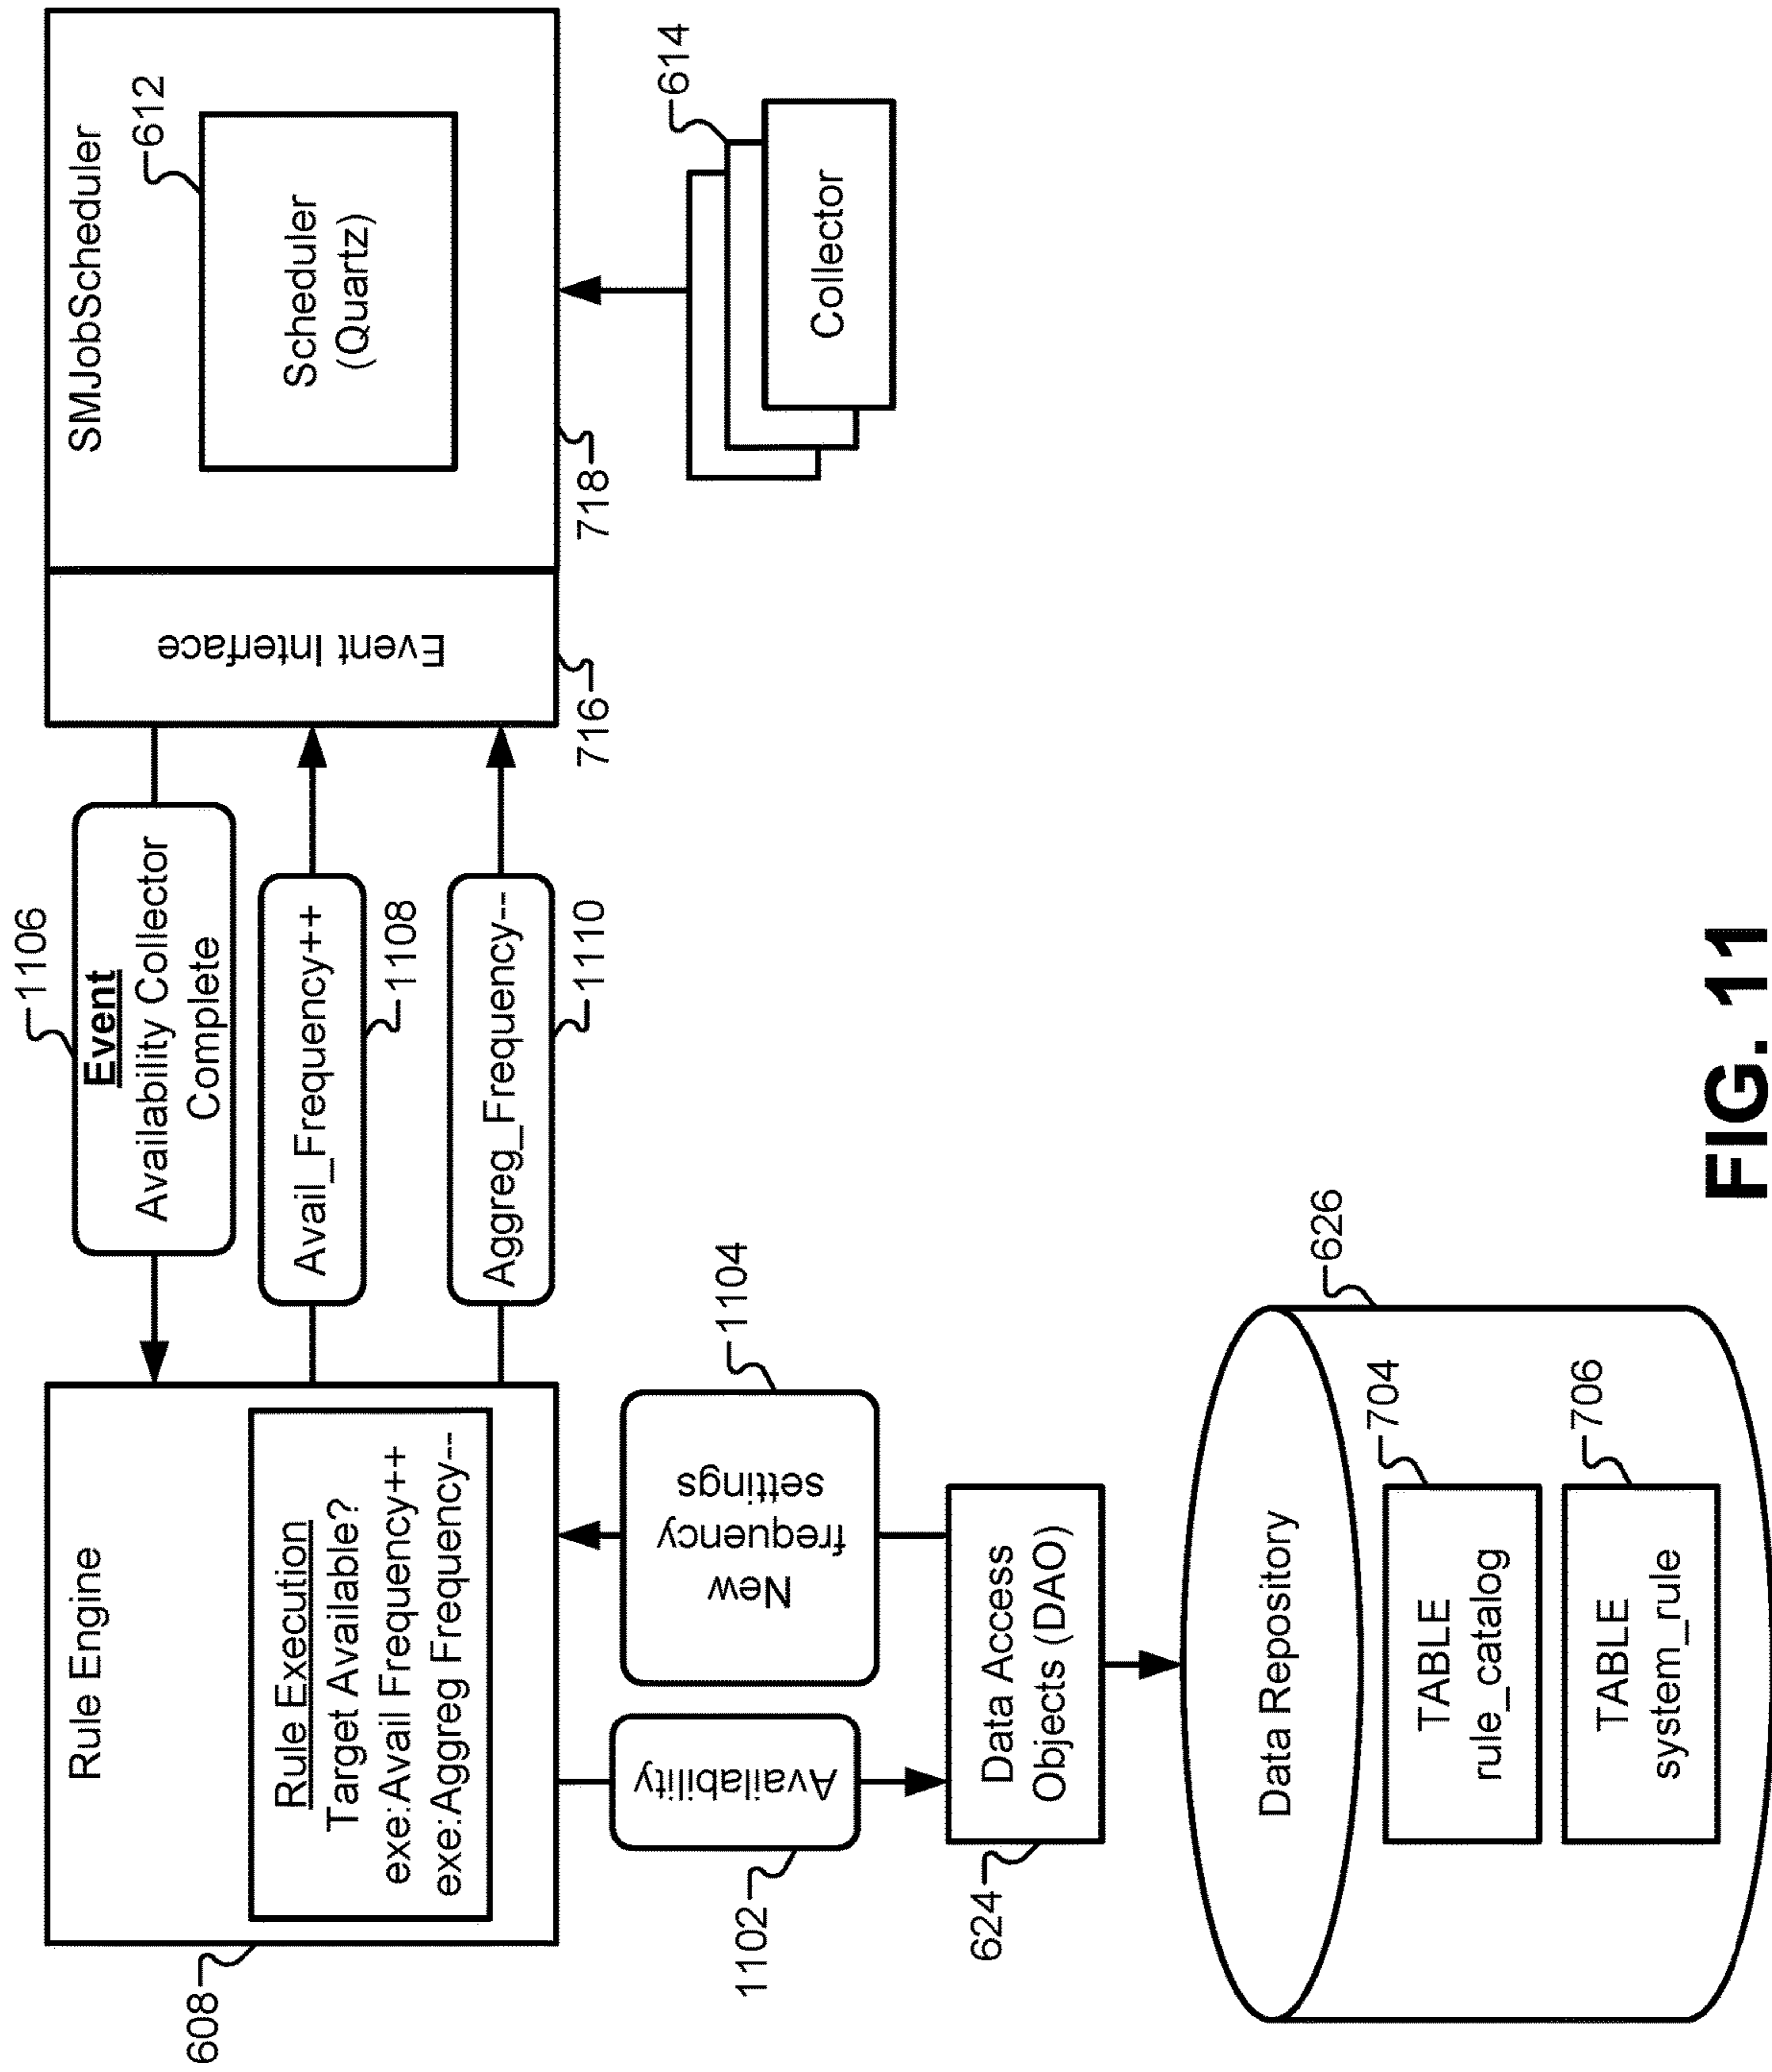 Rule Engine
Rule Execution
Target Available?
exe:Avail Frequency++
exe:Aggreg Frequency--
608
1106
Event
Availability Collector
Complete
Avail_Frequency++
1108
Aggreg_Frequency--
1110
Event Interface
716
SMJobScheduler
612
Scheduler
(Quartz)
718
614
Collector
1102
Availability
New
frequency
settings
1104
624
Data Access
Objects (DAO)
626
Data Repository
704
TABLE
rule_catalog
706
TABLE
system_rule
FIG. 11